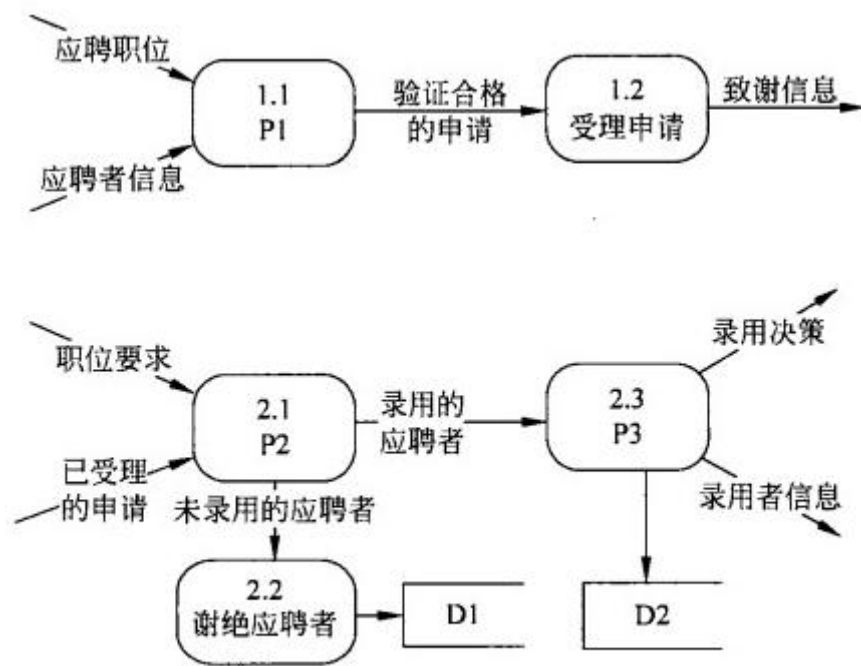 应聘职位
1.1
P1
应聘者信息
验证合格
的申请
1.2
受理申请
致谢信息
职位要求
已受理
的申请
2.1
P2
录用的
应聘者
2.3
P3
录用决策
录用者信息
未录用的应聘者
2.2
谢绝应聘者
D1
D2